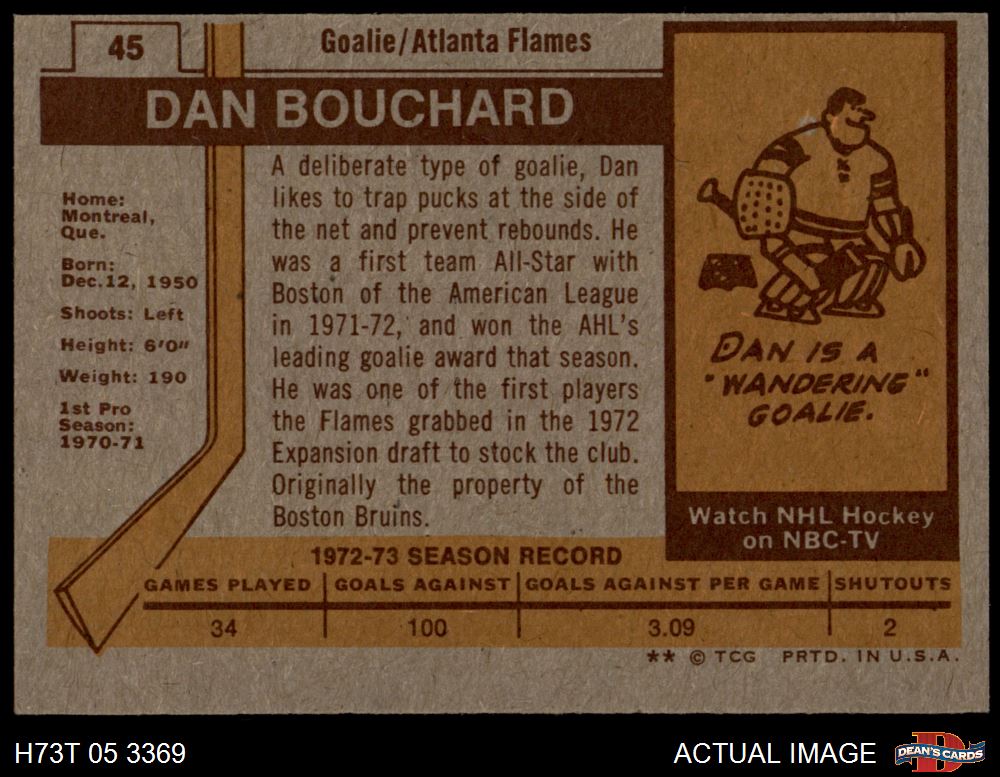 45
Goalie/Atlanta Flames
DAN BOUCHARD
Home:
Montreal,
Que.
Born:
Dec.12, 1950
Shoots: Left
Height: 6'0"
Weight: 190
1st Pro
Season:
1970-71
A deliberate type of goalie, Dan
likes to trap pucks at the side of
the net and prevent rebounds. He
was a first team All-Star with
Boston of the American League
in 1971-72, and won the AHL's
leading goalie award that season.
He was one of the first players
the Flames grabbed in the 1972
Expansion draft to stock the club.
Originally the property of the
Boston Bruins.
DAN IS A
"WANDERING"
GOALIE.
Watch NHL Hockey
on NBC-TV
1972-73 SEASON RECORD
GAMES PLAYED GOALS AGAINST GOALS AGAINST PER GAME SHUTOUTS
34 100 3.09 2
** © TCG PRTD. IN U.S.A.
H73T 05 3369
ACTUAL IMAGE
D
DEAN'S CARDS